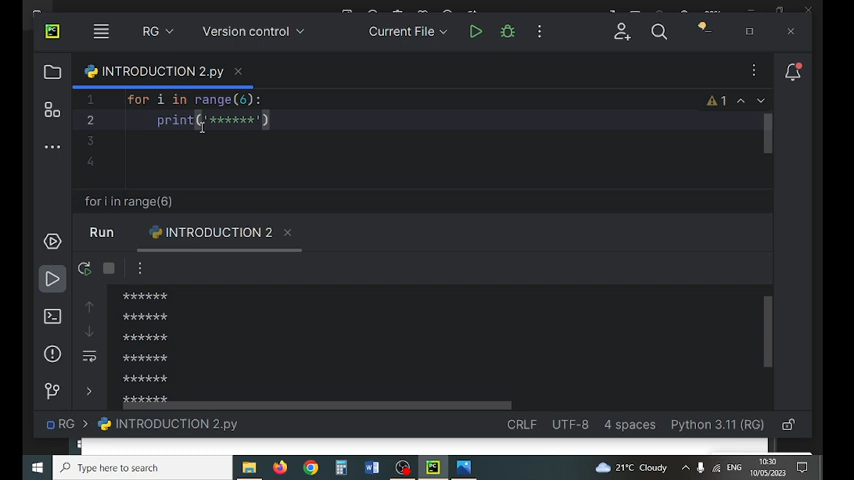 PC
RG
Version control
Current File
INTRODUCTION 2.py
1 for i in range(6):
1
2 print('******')
3
4
for i in range(6)
Run
INTRODUCTION 2
******
******
******
******
******
******
RG
INTRODUCTION 2.py
CRLF
UTF-8
4 spaces
Python 3.11 (RG)
Type here to search
W
PC
21°C Cloudy
ENG
10:30
10/05/2023